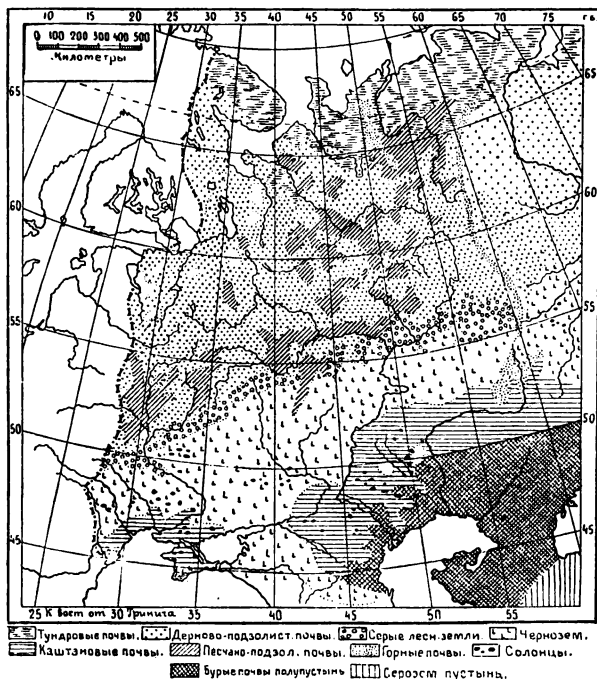 10 15 20 25 30 35 40 45 50 55 60 65 70 75
0 100 200 300 400 500
Километры
65 65
60 60
55 55
50
45 45
25 К вост от 30 Гринича 35 40 45 50 55
Тундровые почвы. Дерново-подзолист. почвы. Серые лесн. земли. Чернозем.
Каштановые почвы. Песчано-подзол. почвы. Горные почвы. Солонцы.
Бурые почвы полупустынь Сероэм пустынь.